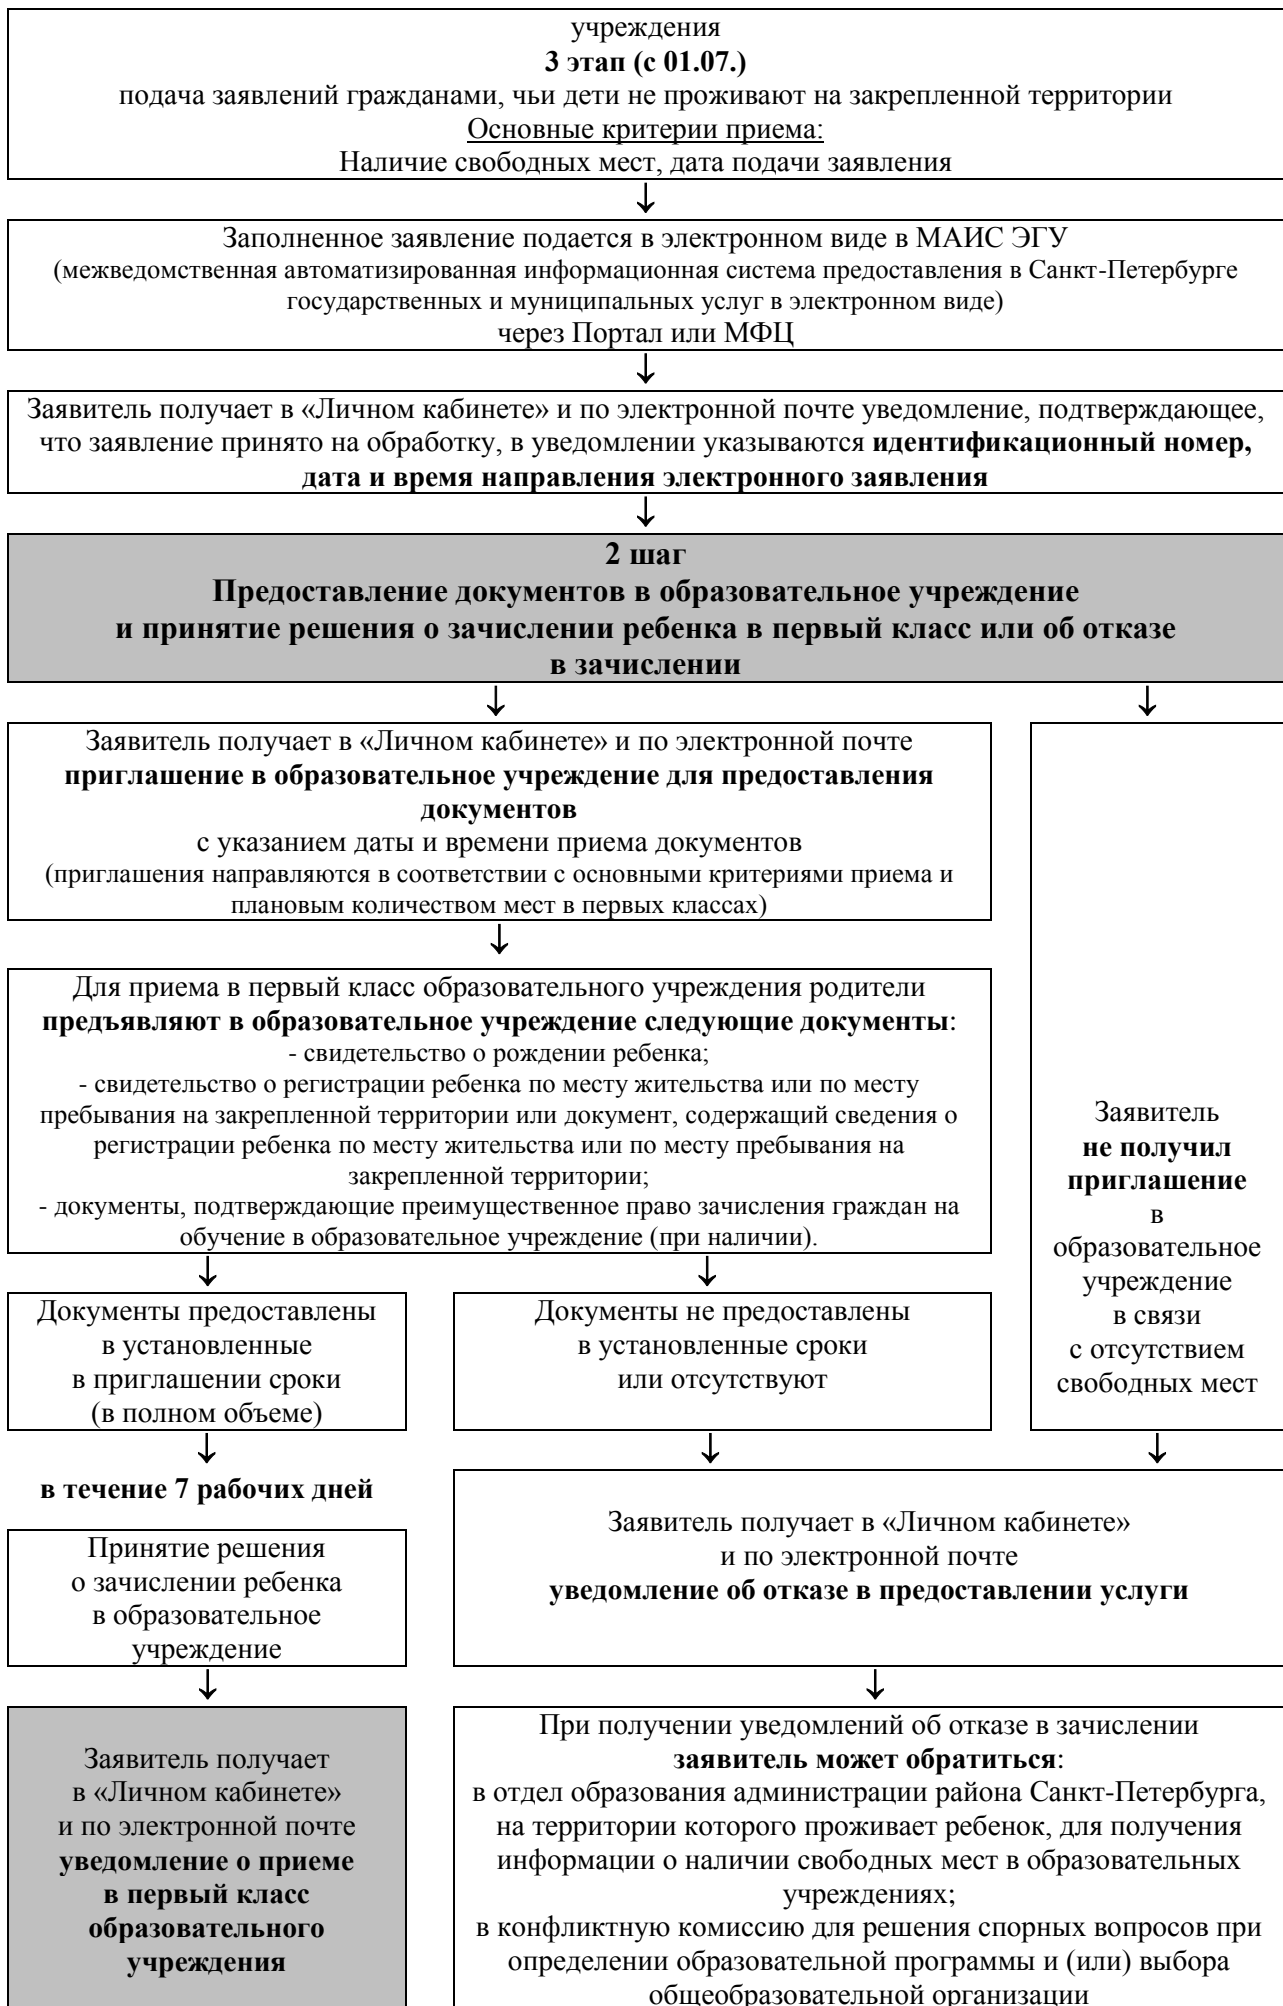 учреждения
3 этап (с 01.07.)
подача заявлений гражданами, чьи дети не проживают на закрепленной территории
Основные критерии приема:
Наличие свободных мест, дата подачи заявления
Заполненное заявление подается в электронном виде в МАИС ЭГУ
(межведомственная автоматизированная информационная система предоставления в Санкт-Петербурге
государственных и муниципальных услуг в электронном виде)
через Портал или МФЦ
Заявитель получает в «Личном кабинете» и по электронной почте уведомление, подтверждающее,
что заявление принято на обработку, в уведомлении указываются идентификационный номер,
дата и время направления электронного заявления
2 шаг
Предоставление документов в образовательное учреждение
и принятие решения о зачислении ребенка в первый класс или об отказе
в зачислении
Заявитель получает в «Личном кабинете» и по электронной почте
приглашение в образовательное учреждение для предоставления
документов
с указанием даты и времени приема документов
(приглашения направляются в соответствии с основными критериями приема и
плановым количеством мест в первых классах)
Для приема в первый класс образовательного учреждения родители
предъявляют в образовательное учреждение следующие документы:
- свидетельство о рождении ребенка;
- свидетельство о регистрации ребенка по месту жительства или по месту
пребывания на закрепленной территории или документ, содержащий сведения о
регистрации ребенка по месту жительства или по месту пребывания на
закрепленной территории;
- документы, подтверждающие преимущественное право зачисления граждан на
обучение в образовательное учреждение (при наличии).
Заявитель
не получил
приглашение
в
образовательное
учреждение
в связи
с отсутствием
свободных мест
Документы предоставлены
в установленные
в приглашении сроки
(в полном объеме)
Документы не предоставлены
в установленные сроки
или отсутствуют
в течение 7 рабочих дней
Принятие решения
о зачислении ребенка
в образовательное
учреждение
Заявитель получает в «Личном кабинете»
и по электронной почте
уведомление об отказе в предоставлении услуги
Заявитель получает
в «Личном кабинете»
и по электронной почте
уведомление о приеме
в первый класс
образовательного
учреждения
При получении уведомлений об отказе в зачислении
заявитель может обратиться:
в отдел образования администрации района Санкт-Петербурга,
на территории которого проживает ребенок, для получения
информации о наличии свободных мест в образовательных
учреждениях;
в конфликтную комиссию для решения спорных вопросов при
определении образовательной программы и (или) выбора
общеобразовательной организации